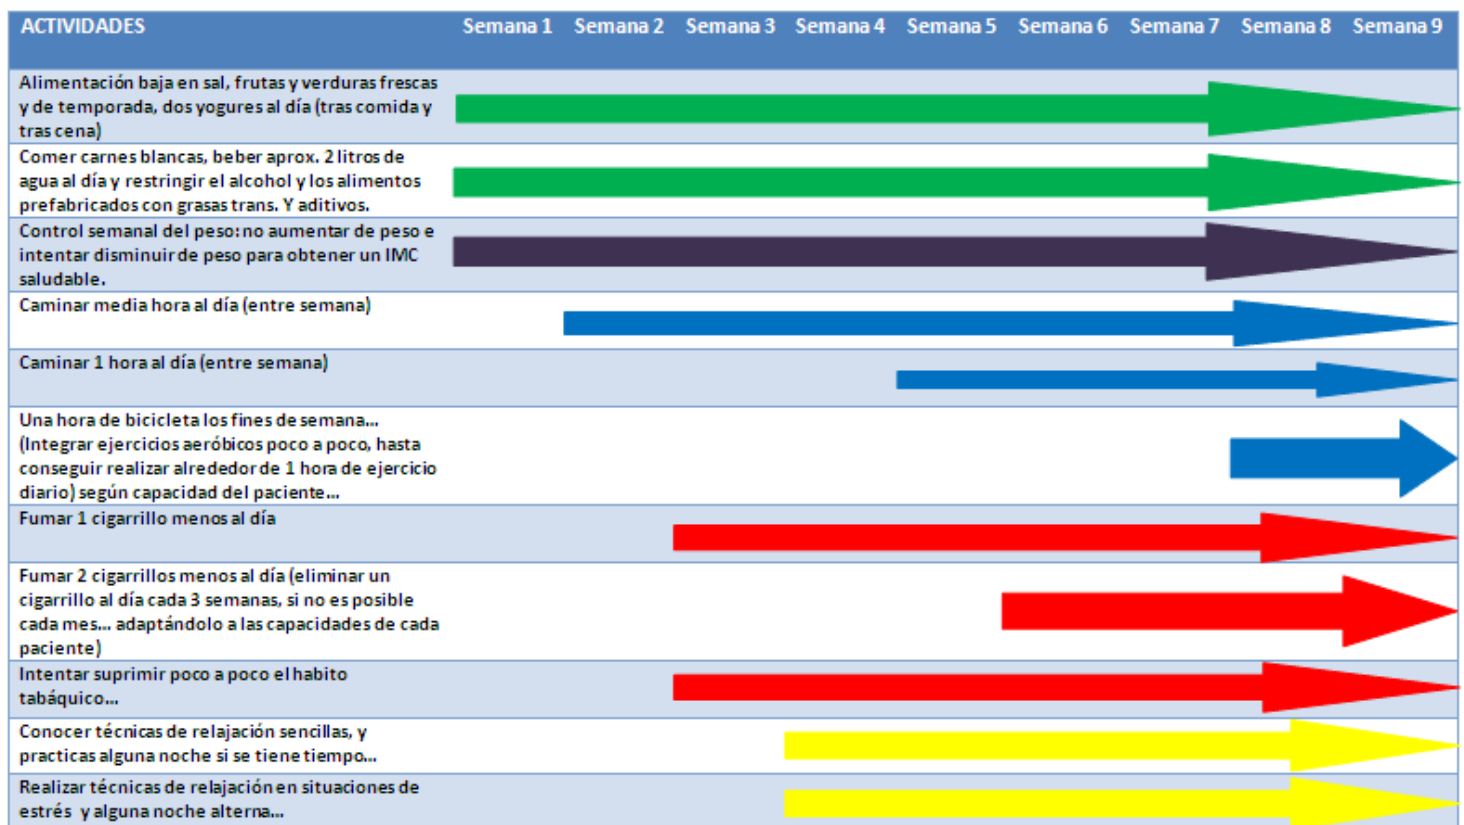 ACTIVIDADES Semana 1 Semana 2 Semana 3 Semana 4 Semana 5 Semana 6 Semana 7 Semana 8 Semana 9
Alimentación baja en sal, frutas y verduras frescas
y de temporada, dos yogures al día (tras comida y
tras cena)
Comer carnes blancas, beber aprox. 2 litros de
agua al día y restringir el alcohol y los alimentos
prefabricados con grasas trans. Y aditivos.
Control semanal del peso: no aumentar de peso e
intentar disminuir de peso para obtener un IMC
saludable.
Caminar media hora al día (entre semana)
Caminar 1 hora al día (entre semana)
Una hora de bicicleta los fines de semana...
(Integrar ejercicios aeróbicos poco a poco, hasta
conseguir realizar alrededor de 1 hora de ejercicio
diario) según capacidad del paciente...
Fumar 1 cigarrillo menos al día
Fumar 2 cigarrillos menos al día (eliminar un
cigarrillo al día cada 3 semanas, si no es posible
cada mes... adaptándolo a las capacidades de cada
paciente)
Intentar suprimir poco a poco el habito
tabáquico...
Conocer técnicas de relajación sencillas, y
practicas alguna noche si se tiene tiempo...
Realizar técnicas de relajación en situaciones de
estrés y alguna noche alterna...